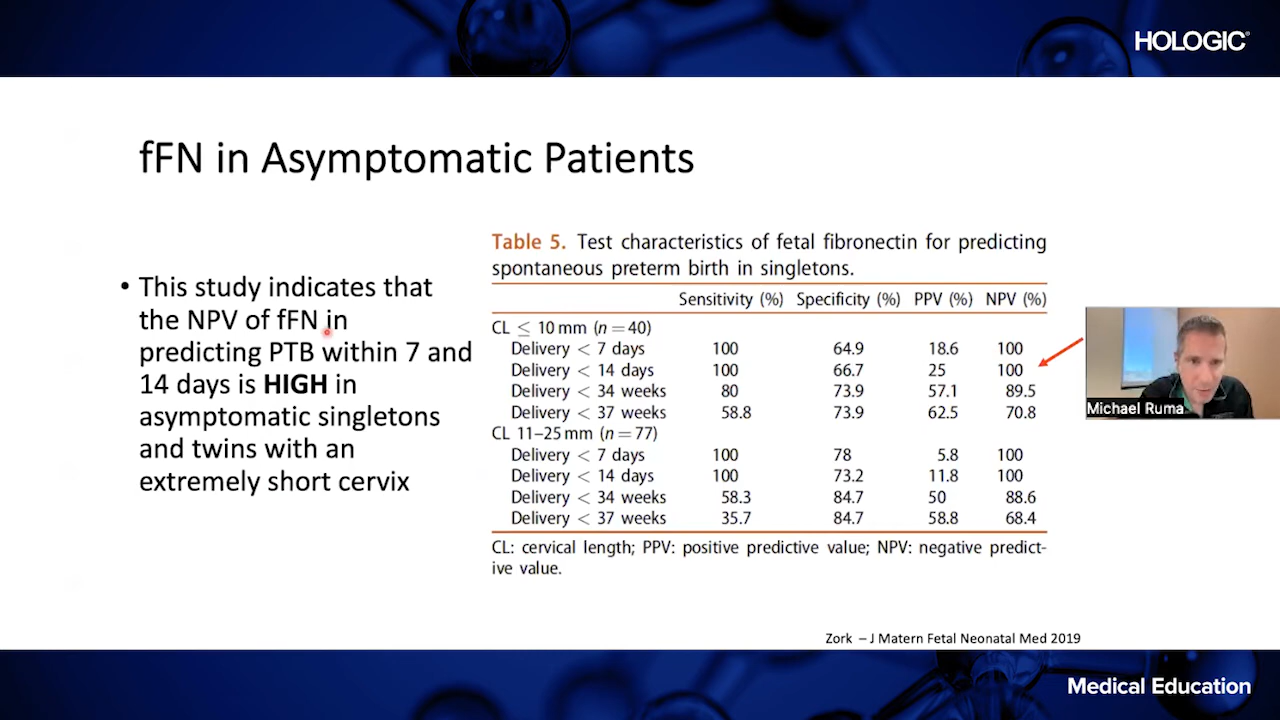 HOLOGIC®
fFN in Asymptomatic Patients
• This study indicates that
the NPV of fFN in
predicting PTB within 7 and
14 days is HIGH in
asymptomatic singletons
and twins with an
extremely short cervix
Table 5. Test characteristics of fetal fibronectin for predicting
spontaneous preterm birth in singletons.
Sensitivity (%) Specificity (%) PPV (%) NPV (%)
CL ≤ 10 mm (n = 40)
Delivery < 7 days 100 64.9 18.6 100
Delivery < 14 days 100 66.7 25 100
Delivery < 34 weeks 80 73.9 57.1 89.5
Delivery < 37 weeks 58.8 73.9 62.5 70.8
CL 11–25 mm (n = 77)
Delivery < 7 days 100 78 5.8 100
Delivery < 14 days 100 73.2 11.8 100
Delivery < 34 weeks 58.3 84.7 50 88.6
Delivery < 37 weeks 35.7 84.7 58.8 68.4
CL: cervical length; PPV: positive predictive value; NPV: negative predict-
ive value.
Michael Ruma
Zork – J Matern Fetal Neonatal Med 2019
Medical Education